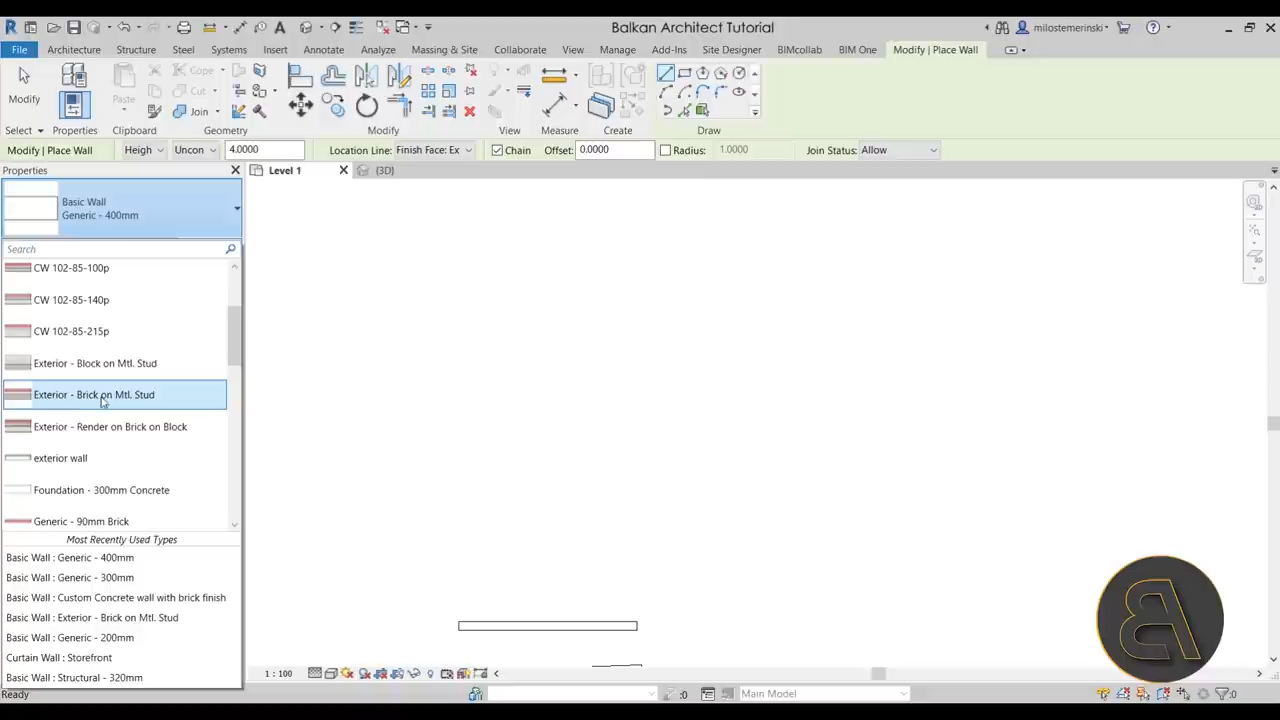 Balkan Architect Tutorial
milostemerinski
File Architecture Structure Steel Systems Insert Annotate Analyze Massing & Site Collaborate View Manage Add-Ins Site Designer BIMcollab BIM One Modify | Place Wall
Modify
Paste
Cope
Cut
Join
Select Properties Clipboard Geometry Modify View Measure Create Draw
Modify | Place Wall Heigh Uncon 4.0000 Location Line: Finish Face: Ex Chain Offset: 0.0000 Radius: 1.0000 Join Status: Allow
Properties
Level 1
(3D)
Basic Wall
Generic - 400mm
Search
CW 102-85-100p
CW 102-85-140p
CW 102-85-215p
Exterior - Block on Mtl. Stud
Exterior - Brick on Mtl. Stud
Exterior - Render on Brick on Block
exterior wall
Foundation - 300mm Concrete
Generic - 90mm Brick
Most Recently Used Types
Basic Wall : Generic - 400mm
Basic Wall : Generic - 300mm
Basic Wall : Custom Concrete wall with brick finish
Basic Wall : Exterior - Brick on Mtl. Stud
Basic Wall : Generic - 200mm
Curtain Wall : Storefront
Basic Wall : Structural - 320mm
1 : 100
Ready
:0
Main Model
:0